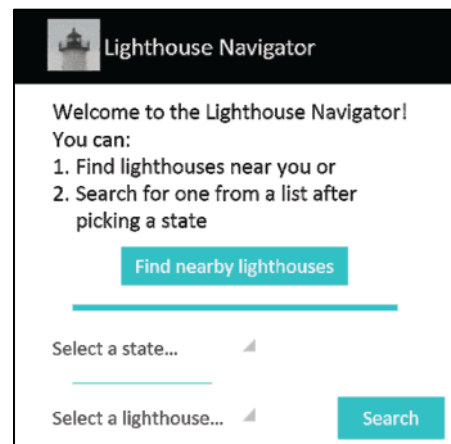 Lighthouse Navigator
Welcome to the Lighthouse Navigator!
You can:
1. Find lighthouses near you or
2. Search for one from a list after
picking a state
Find nearby lighthouses
Select a state...
Select a lighthouse...
Search